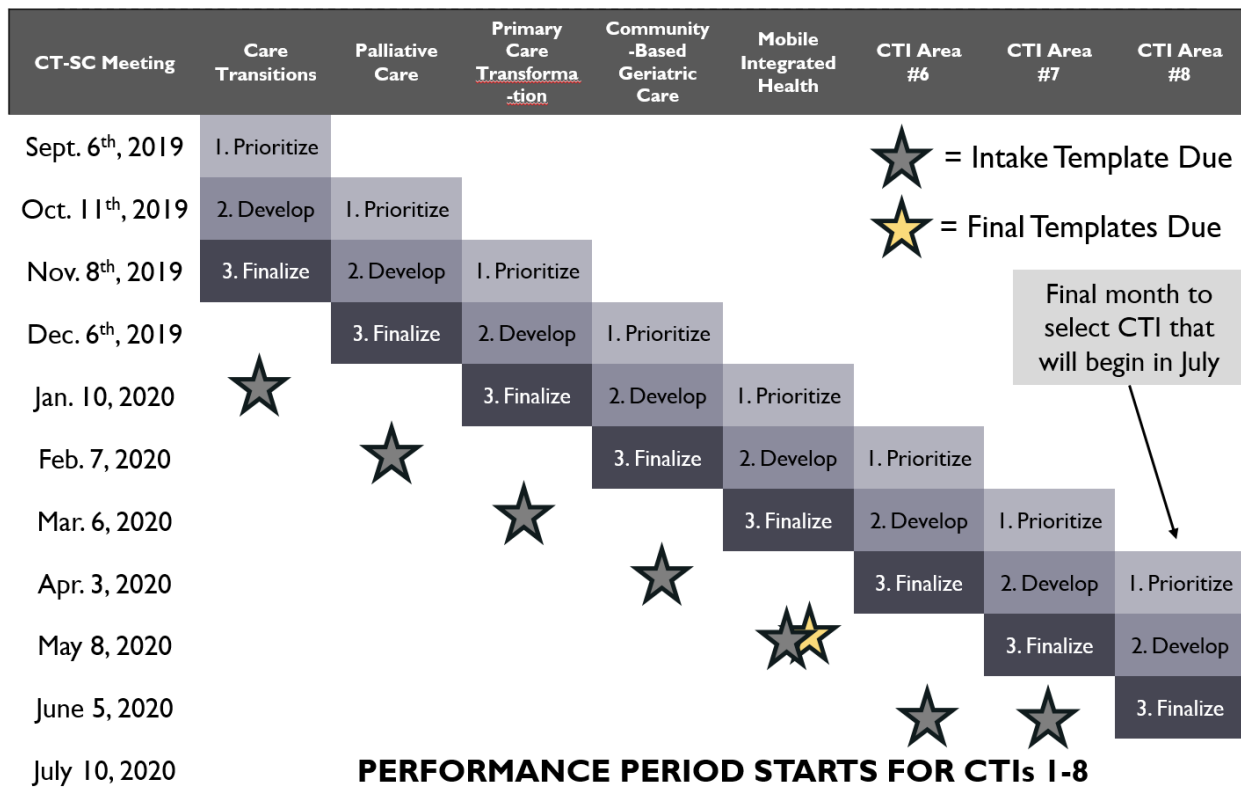 CT-SC Meeting
Care
Transitions
Palliative
Care
Primary
Care
Transforma
-tion
Community
-Based
Geriatric
Care
Mobile
Integrated
Health
CTI Area
#6
CTI Area
#7
CTI Area
#8
Sept. 6th, 2019
1. Prioritize
= Intake Template Due
Oct. 11th, 2019
2. Develop
1. Prioritize
= Final Templates Due
Nov. 8th, 2019
3. Finalize
2. Develop
1. Prioritize
Final month to
select CTI that
will begin in July
Dec. 6th, 2019
3. Finalize
2. Develop
1. Prioritize
Jan. 10, 2020
3. Finalize
2. Develop
1. Prioritize
Feb. 7, 2020
3. Finalize
2. Develop
1. Prioritize
Mar. 6, 2020
3. Finalize
2. Develop
1. Prioritize
Apr. 3, 2020
3. Finalize
2. Develop
1. Prioritize
May 8, 2020
3. Finalize
2. Develop
June 5, 2020
3. Finalize
July 10, 2020
PERFORMANCE PERIOD STARTS FOR CTIs 1-8